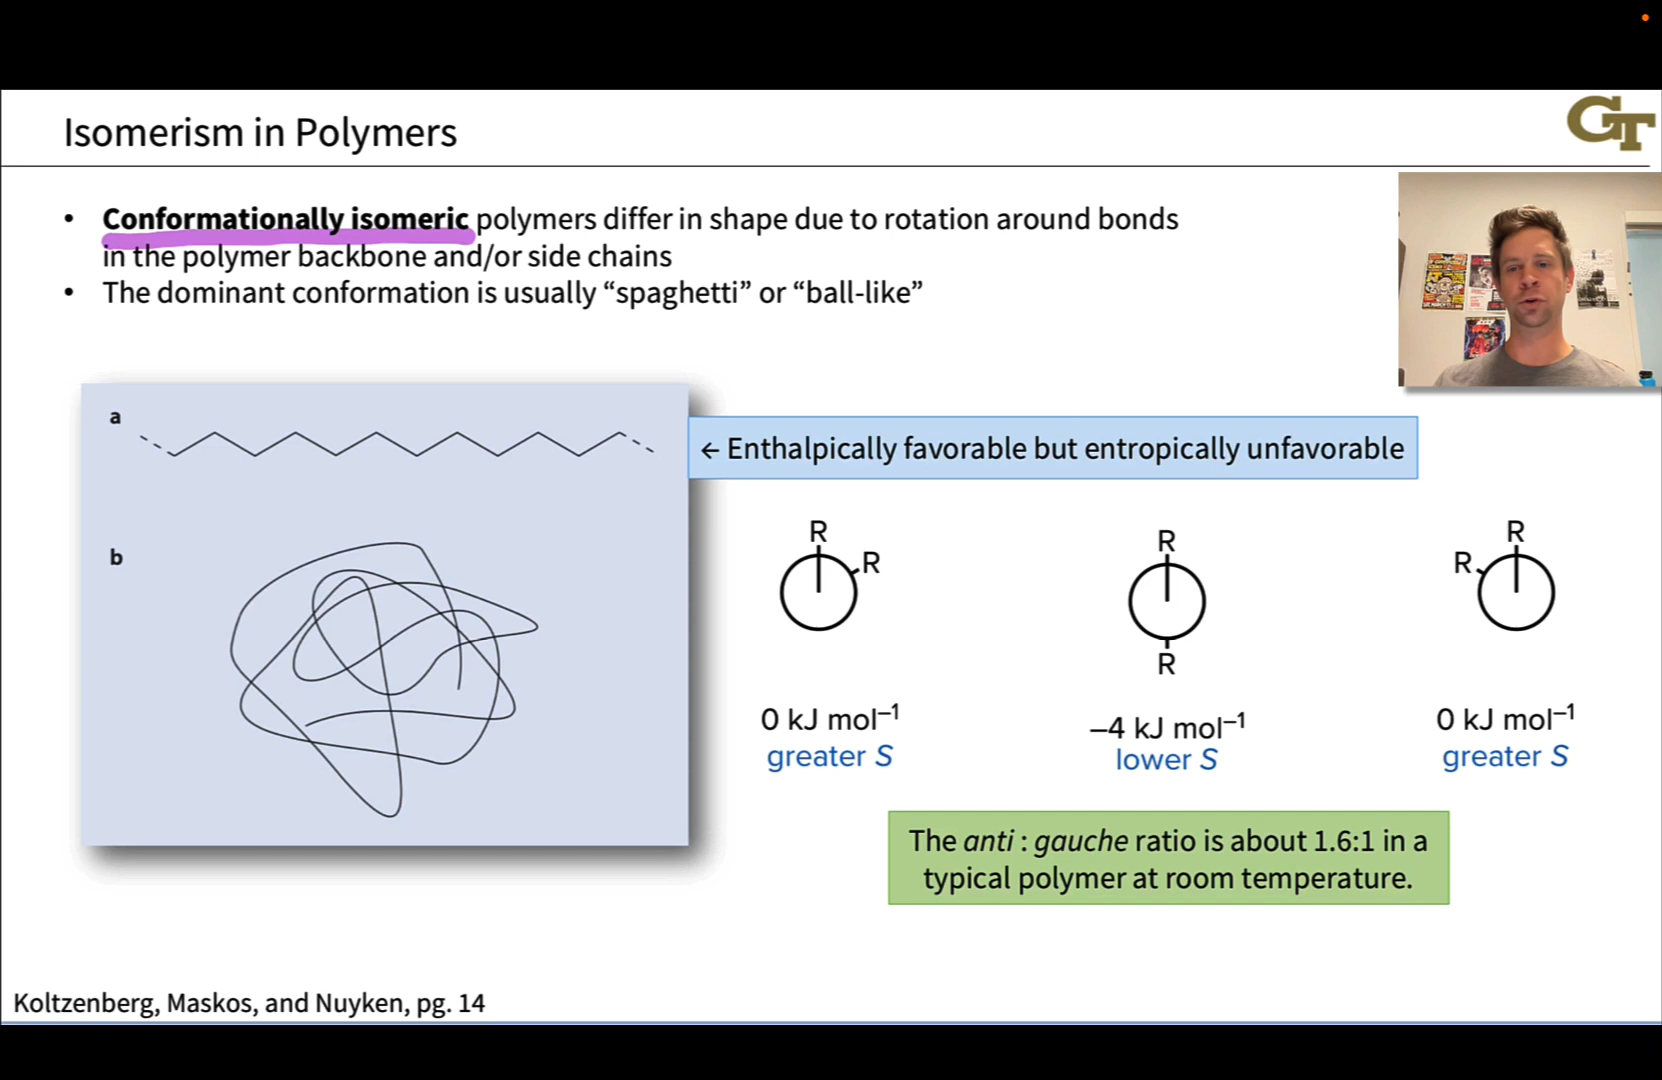 Isomerism in Polymers
GT
• Conformationally isomeric polymers differ in shape due to rotation around bonds
in the polymer backbone and/or side chains
• The dominant conformation is usually “spaghetti” or “ball-like”
a
← Enthalpically favorable but entropically unfavorable
b
R
R
R
R
R
R
0 kJ mol⁻¹
greater S
–4 kJ mol⁻¹
lower S
0 kJ mol⁻¹
greater S
The anti : gauche ratio is about 1.6:1 in a
typical polymer at room temperature.
Koltzenberg, Maskos, and Nuyken, pg. 14